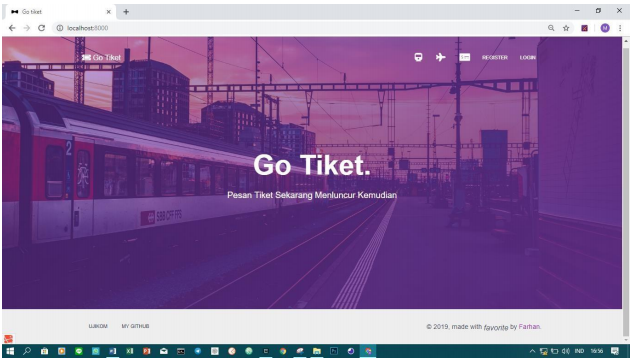 Go tiket
localhost:8000
M
Go Tiket
REGISTER LOGIN
Go Tiket.
Pesan Tiket Sekarang Menluncur Kemudian
2
SBB CFF FFS
UJIKOM MY GITHUB
© 2019, made with favorite by Farhan.
IND 16:56